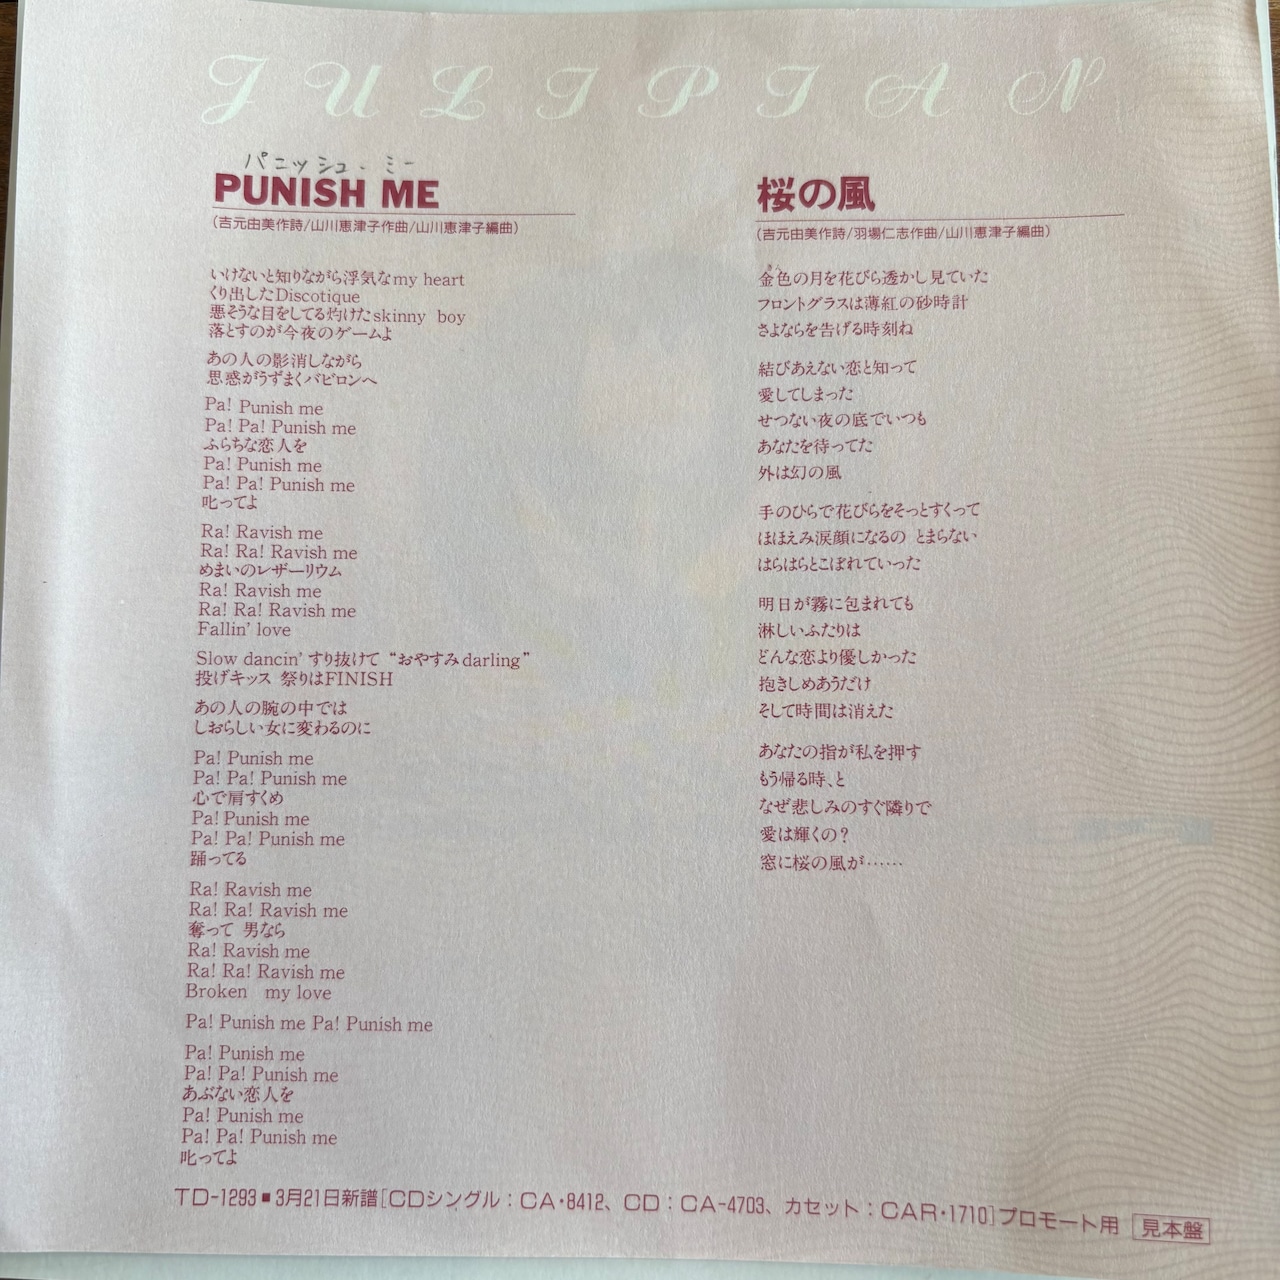 JULIPIAN
パニッシュ・ミー
PUNISH ME
(吉元由美作詩/山川恵津子作曲/山川恵津子編曲)
いけないと知りながら浮気なmy heart
くり出したDiscotique
悪そうな目をしてる灼けたskinny boy
落とすのが今夜のゲームよ
あの人の影消しながら
思惑がうずまくバビロンへ
Pa! Punish me
Pa! Pa! Punish me
ふらちな恋人を
Pa! Punish me
Pa! Pa! Punish me
叱ってよ
Ra! Ravish me
Ra! Ra! Ravish me
めまいのレザーリウム
Ra! Ravish me
Ra! Ra! Ravish me
Fallin' love
Slow dancin' すり抜けて “おやすみdarling”
投げキッス 祭りはFINISH
あの人の腕の中では
しおらしい女に変わるのに
Pa! Punish me
Pa! Pa! Punish me
心で肩すくめ
Pa! Punish me
Pa! Pa! Punish me
踊ってる
Ra! Ravish me
Ra! Ra! Ravish me
奪って 男なら
Ra! Ravish me
Ra! Ra! Ravish me
Broken my love
Pa! Punish me Pa! Punish me
Pa! Punish me
Pa! Pa! Punish me
あぶない恋人を
Pa! Punish me
Pa! Pa! Punish me
叱ってよ
桜の風
(吉元由美作詩/羽場仁志作曲/山川恵津子編曲)
金色の月を花びら透かし見ていた
フロントグラスは薄紅の砂時計
さよならを告げる時刻ね
結びあえない恋と知って
愛してしまった
せつない夜の底でいつも
あなたを待ってた
外は幻の風
手のひらで花びらをそっとすくって
ほほえみ涙顔になるの とまらない
はらはらとこぼれていった
明日が霧に包まれても
淋しいふたりは
どんな恋より優しかった
抱きしめあうだけ
そして時間は消えた
あなたの指が私を押す
もう帰る時、と
なぜ悲しみのすぐ隣りで
愛は輝くの?
窓に桜の風が……
TD-1293■3月21日新譜[CDシングル:CA・8412、CD:CA-4703、カセット:CAR・1710]プロモート用 見本盤